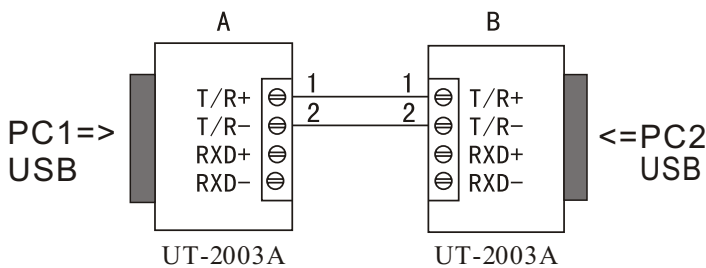 A B
PC1=>
USB
T/R+
T/R-
RXD+
RXD-
1 1
2 2
T/R+
T/R-
RXD+
RXD-
<=PC2
USB
UT-2003A UT-2003A